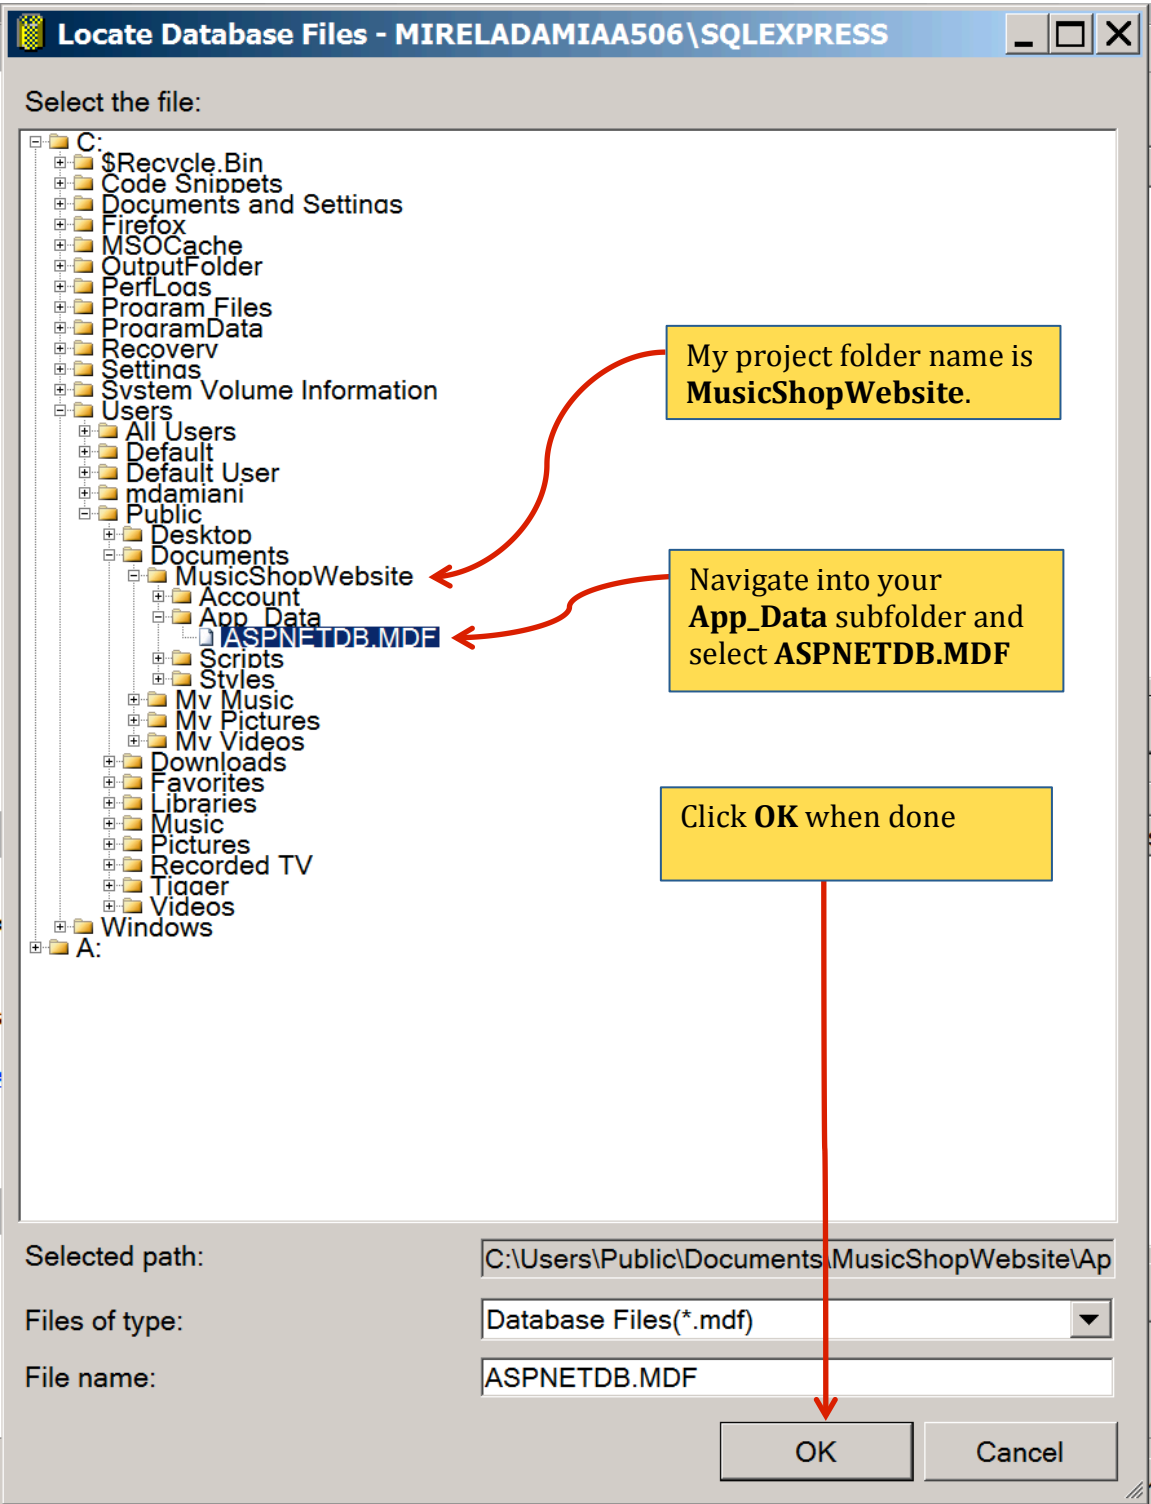 Locate Database Files - MIRELADAMIAA506\SQLEXPRESS
Select the file:
C:
$Recycle.Bin
Code Snippets
Documents and Settings
Firefox
MSOCache
OutputFolder
PerfLogs
Program Files
ProgramData
Recovery
Settings
System Volume Information
Users
All Users
Default
Default User
mdamiani
Public
Desktop
Documents
MusicShopWebsite
Account
App_Data
ASPNETDB.MDF
Scripts
Styles
My Music
My Pictures
My Videos
Downloads
Favorites
Libraries
Music
Pictures
Recorded TV
Tigger
Videos
Windows
A:
My project folder name is
MusicShopWebsite.
Navigate into your
App_Data subfolder and
select ASPNETDB.MDF
Click OK when done
Selected path:
C:\Users\Public\Documents\MusicShopWebsite\Ap
Files of type:
Database Files(*.mdf)
File name:
ASPNETDB.MDF
OK
Cancel